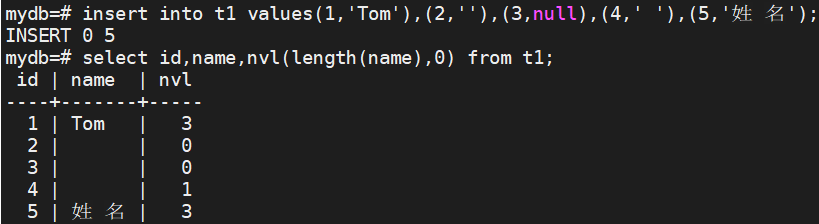 mydb=# insert into t1 values(1,'Tom'),(2,''),(3,null),(4,' '),(5,'姓 名');
INSERT 0 5
mydb=# select id,name,nvl(length(name),0) from t1;
 id | name  | nvl
----+-------+-----
  1 | Tom   |   3
  2 |       |   0
  3 |       |   0
  4 |       |   1
  5 | 姓 名 |   3